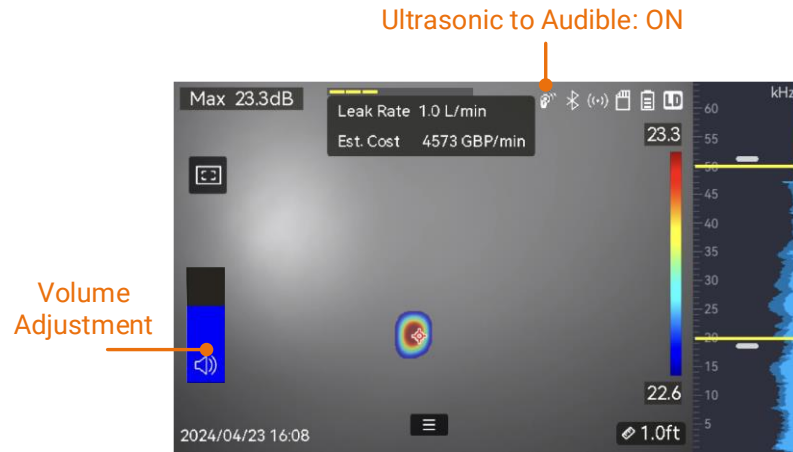 Ultrasonic to Audible: ON
Max 23.3dB
Leak Rate 1.0 L/min
Est. Cost 4573 GBP/min
kHz
23.3
60
55
50
45
40
35
30
25
20
15
10
5
Volume
Adjustment
22.6
2024/04/23 16:08
1.0ft